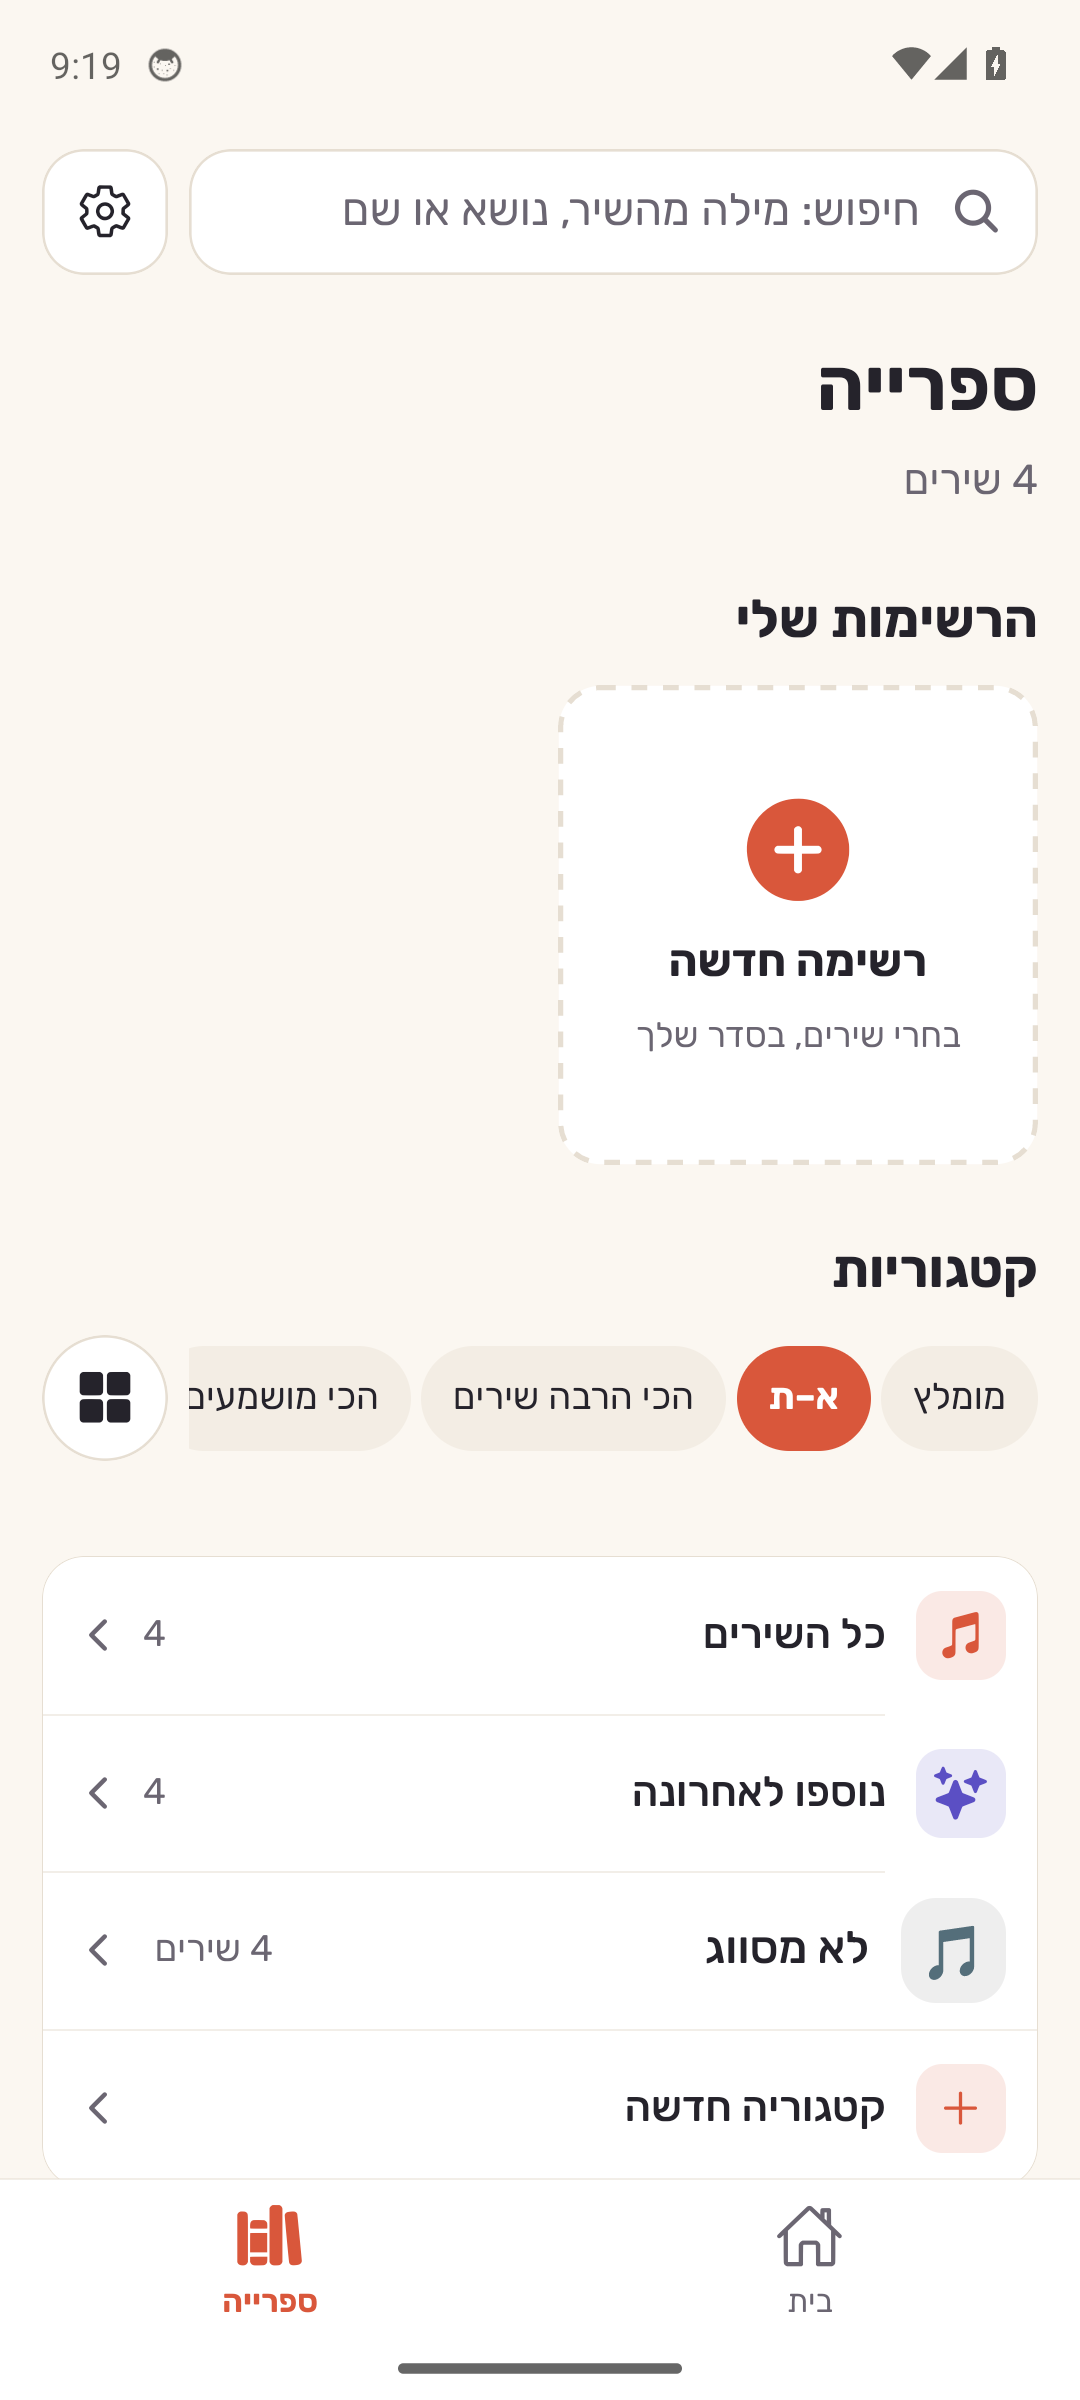 9:19
חיפוש: מילה מהשיר, נושא או שם
ספרייה
4 שירים
הרשימות שלי
רשימה חדשה
בחרי שירים, בסדר שלך
קטגוריות
מומלץ
א–ת
הכי הרבה שירים
הכי מושמעים
כל השירים
4
נוספו לאחרונה
4
לא מסווג
4 שירים
קטגוריה חדשה
בית
ספרייה